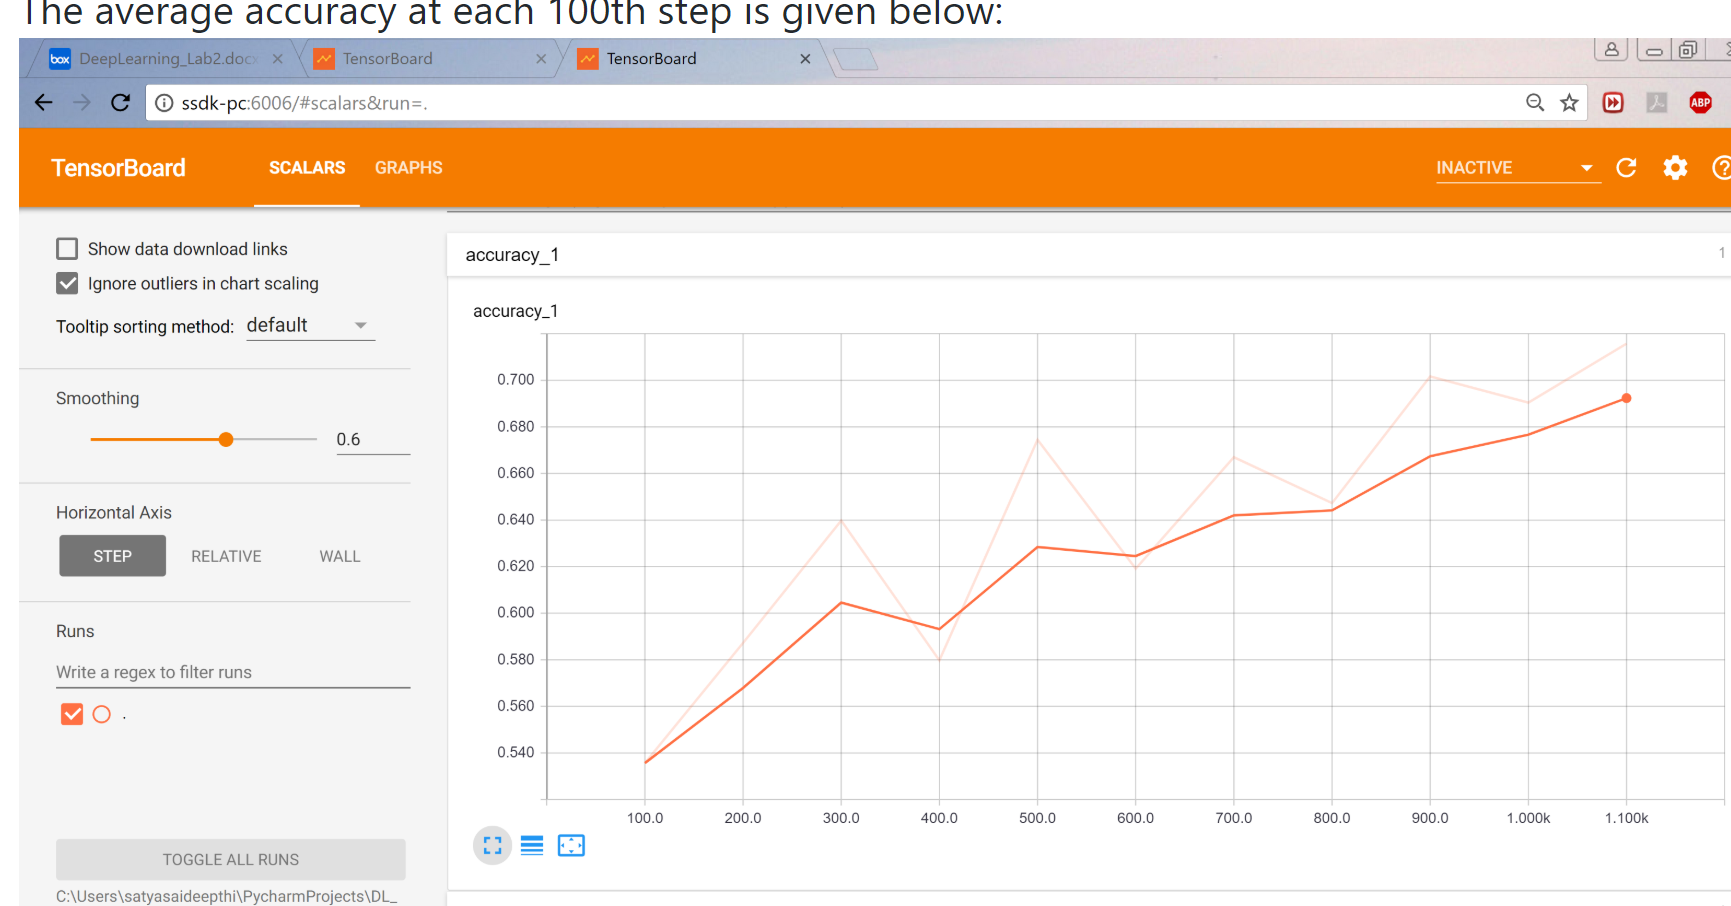 The average accuracy at each 100th step is given below:
box DeepLearning_Lab2.docx
TensorBoard
TensorBoard
ssdk-pc:6006/#scalars&run=.
ABP
TensorBoard SCALARS GRAPHS INACTIVE
Show data download links
Ignore outliers in chart scaling
Tooltip sorting method: default
Smoothing
0.6
Horizontal Axis
STEP RELATIVE WALL
Runs
Write a regex to filter runs
.
TOGGLE ALL RUNS
C:\Users\satyasaideepthi\PycharmProjects\DL_
accuracy_1 1
accuracy_1
0.700
0.680
0.660
0.640
0.620
0.600
0.580
0.560
0.540
100.0 200.0 300.0 400.0 500.0 600.0 700.0 800.0 900.0 1.000k 1.100k